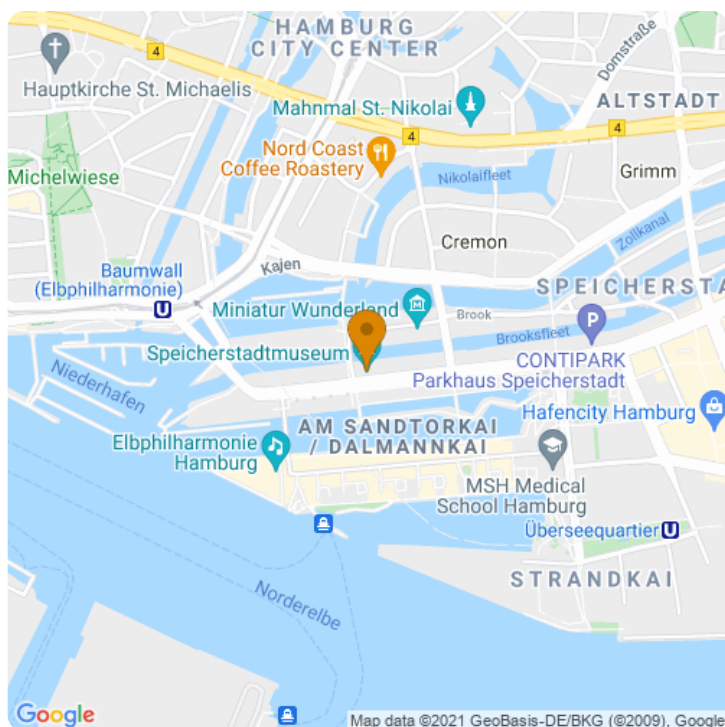 HAMBURG
CITY CENTER
4
Hauptkirche St. Michaelis
Domstraße
Mahnmal St. Nikolai
ALTSTADT
4
4
Nord Coast
Coffee Roastery
Nikolaifleet
Grimm
Michelwiese
Zollkanal
Cremon
Baumwall
(Elbphilharmonie)
U
Kajen
SPEICHERSTA
Miniatur Wunderland
Brook
P
Brooksfleet
Speicherstadtmuseum
CONTIPARK
Parkhaus Speicherstadt
Niederhafen
Hafencity Hamburg
AM SANDTORKAI
/ DALMANNKAI
Elbphilharmonie
Hamburg
MSH Medical
School Hamburg
Überseequartier U
STRANDKAI
Norderelbe
Google
Map data ©2021 GeoBasis-DE/BKG (©2009), Google